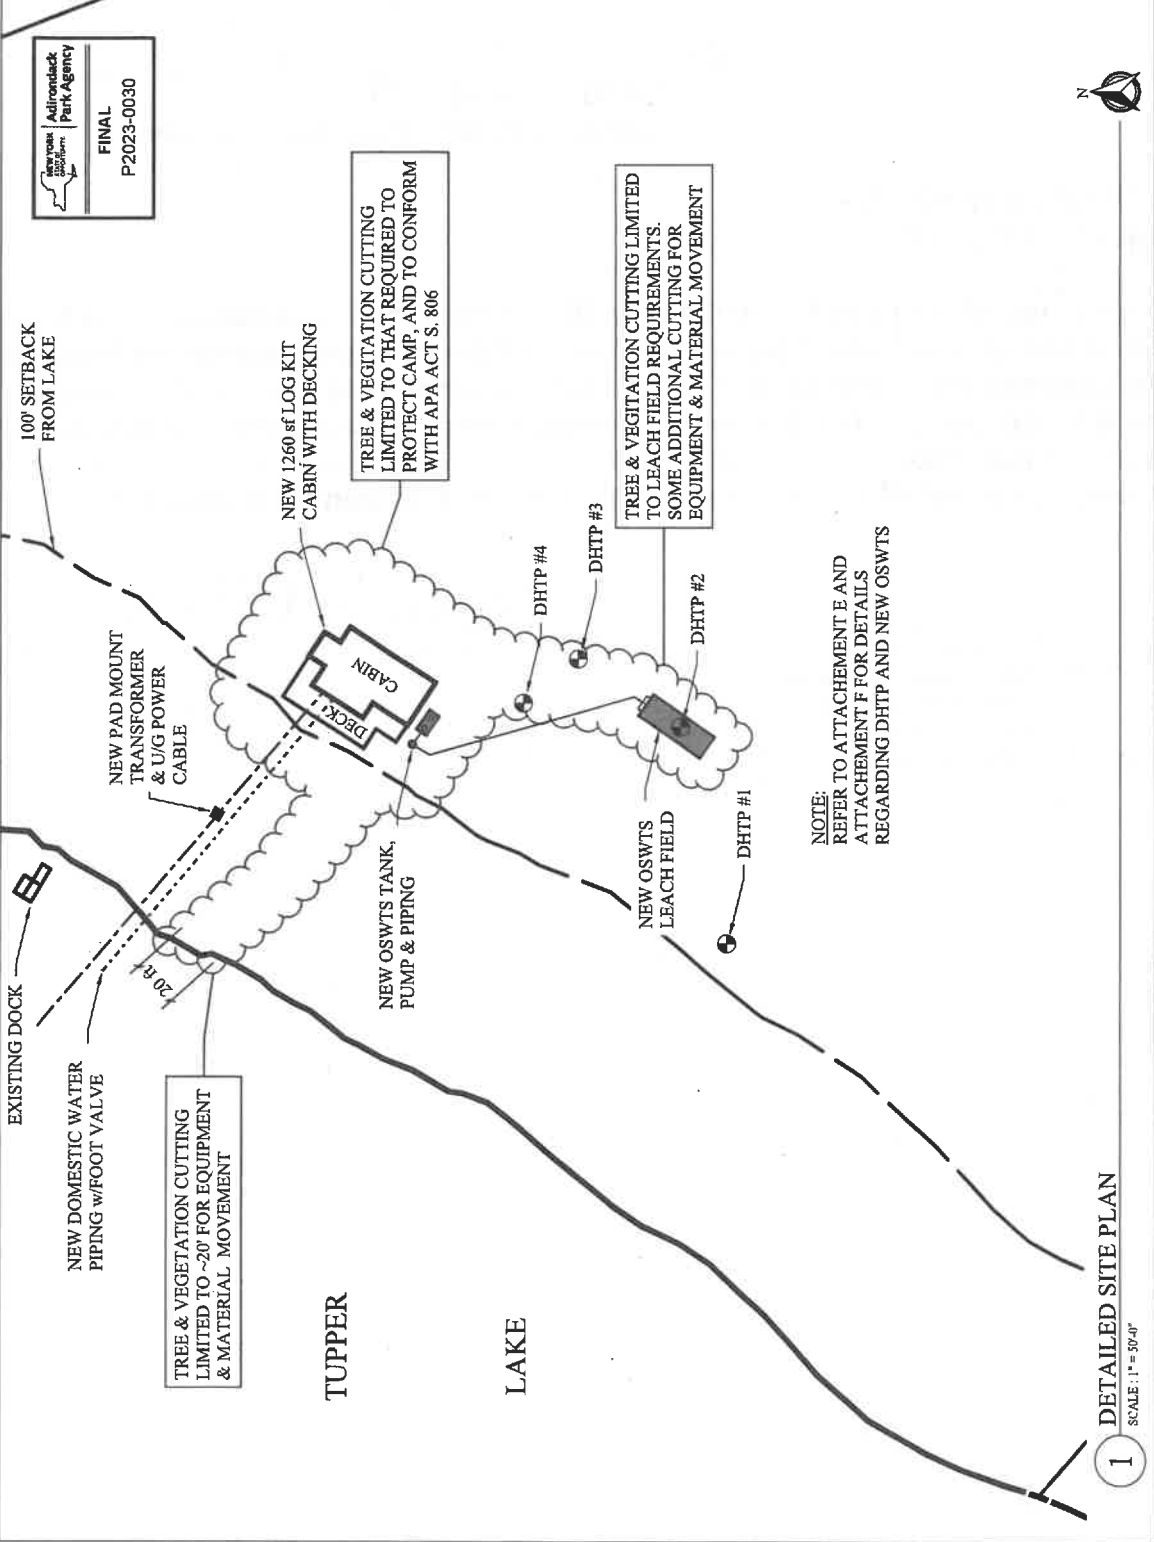 NEW YORK
STATE OF
OPPORTUNITY.
Adirondack
Park Agency
FINAL
P2023-0030
100' SETBACK
FROM LAKE
TREE & VEGITATION CUTTING
LIMITED TO THAT REQUIRED TO
PROTECT CAMP, AND TO CONFORM
WITH APA ACT S. 806
NEW 1260 sf LOG KIT
CABIN WITH DECKING
TREE & VEGITATION CUTTING LIMITED
TO LEACH FIELD REQUIREMENTS.
SOME ADDITIONAL CUTTING FOR
EQUIPMENT & MATERIAL MOVEMENT
NEW PAD MOUNT
TRANSFORMER
& U/G POWER
CABLE
CABIN
DECK
DHTP #4
DHTP #3
DHTP #2
DHTP #1
EXISTING DOCK
NEW DOMESTIC WATER
PIPING w/FOOT VALVE
20 ft
TREE & VEGETATION CUTTING
LIMITED TO ~20' FOR EQUIPMENT
& MATERIAL MOVEMENT
NEW OSWTS TANK,
PUMP & PIPING
NEW OSWTS
LEACH FIELD
NOTE:
REFER TO ATTACHEMENT E AND
ATTACHEMENT F FOR DETAILS
REGARDING DHTP AND NEW OSWTS
TUPPER
LAKE
N
1
DETAILED SITE PLAN
SCALE : 1" = 50'-0"